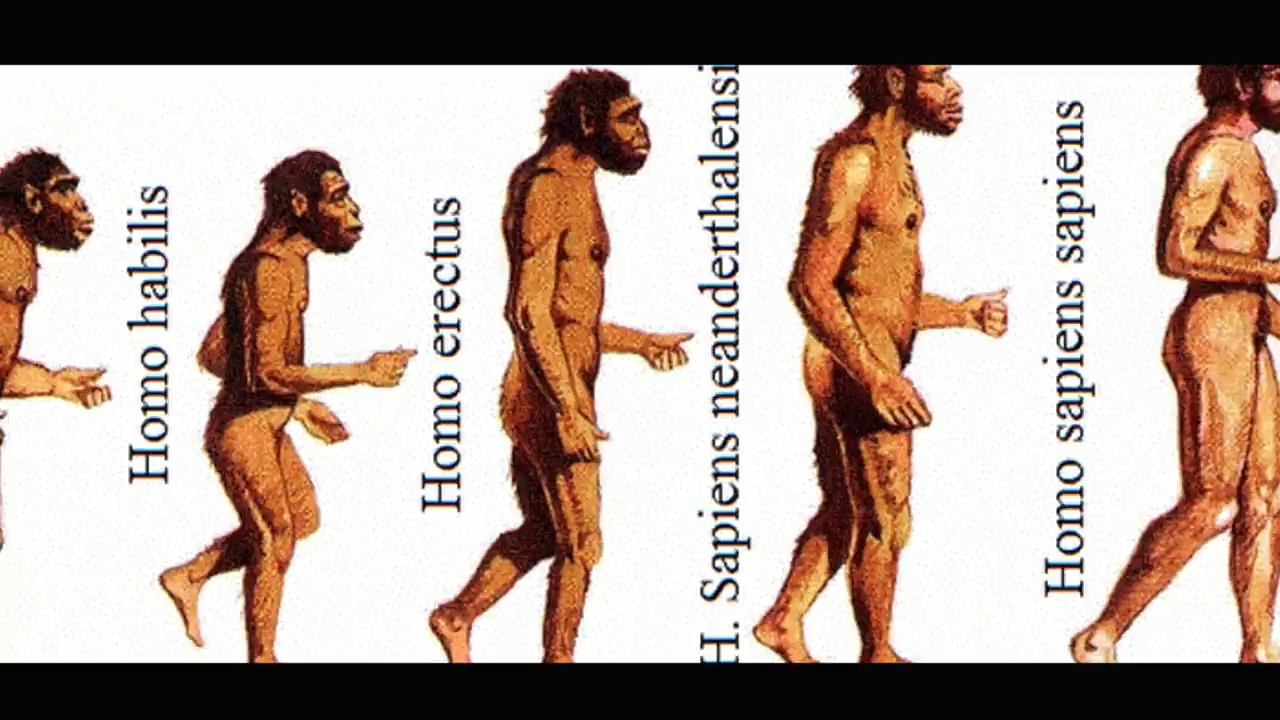 Homo habilis
Homo erectus
H. Sapiens neanderthalensi
Homo sapiens sapiens